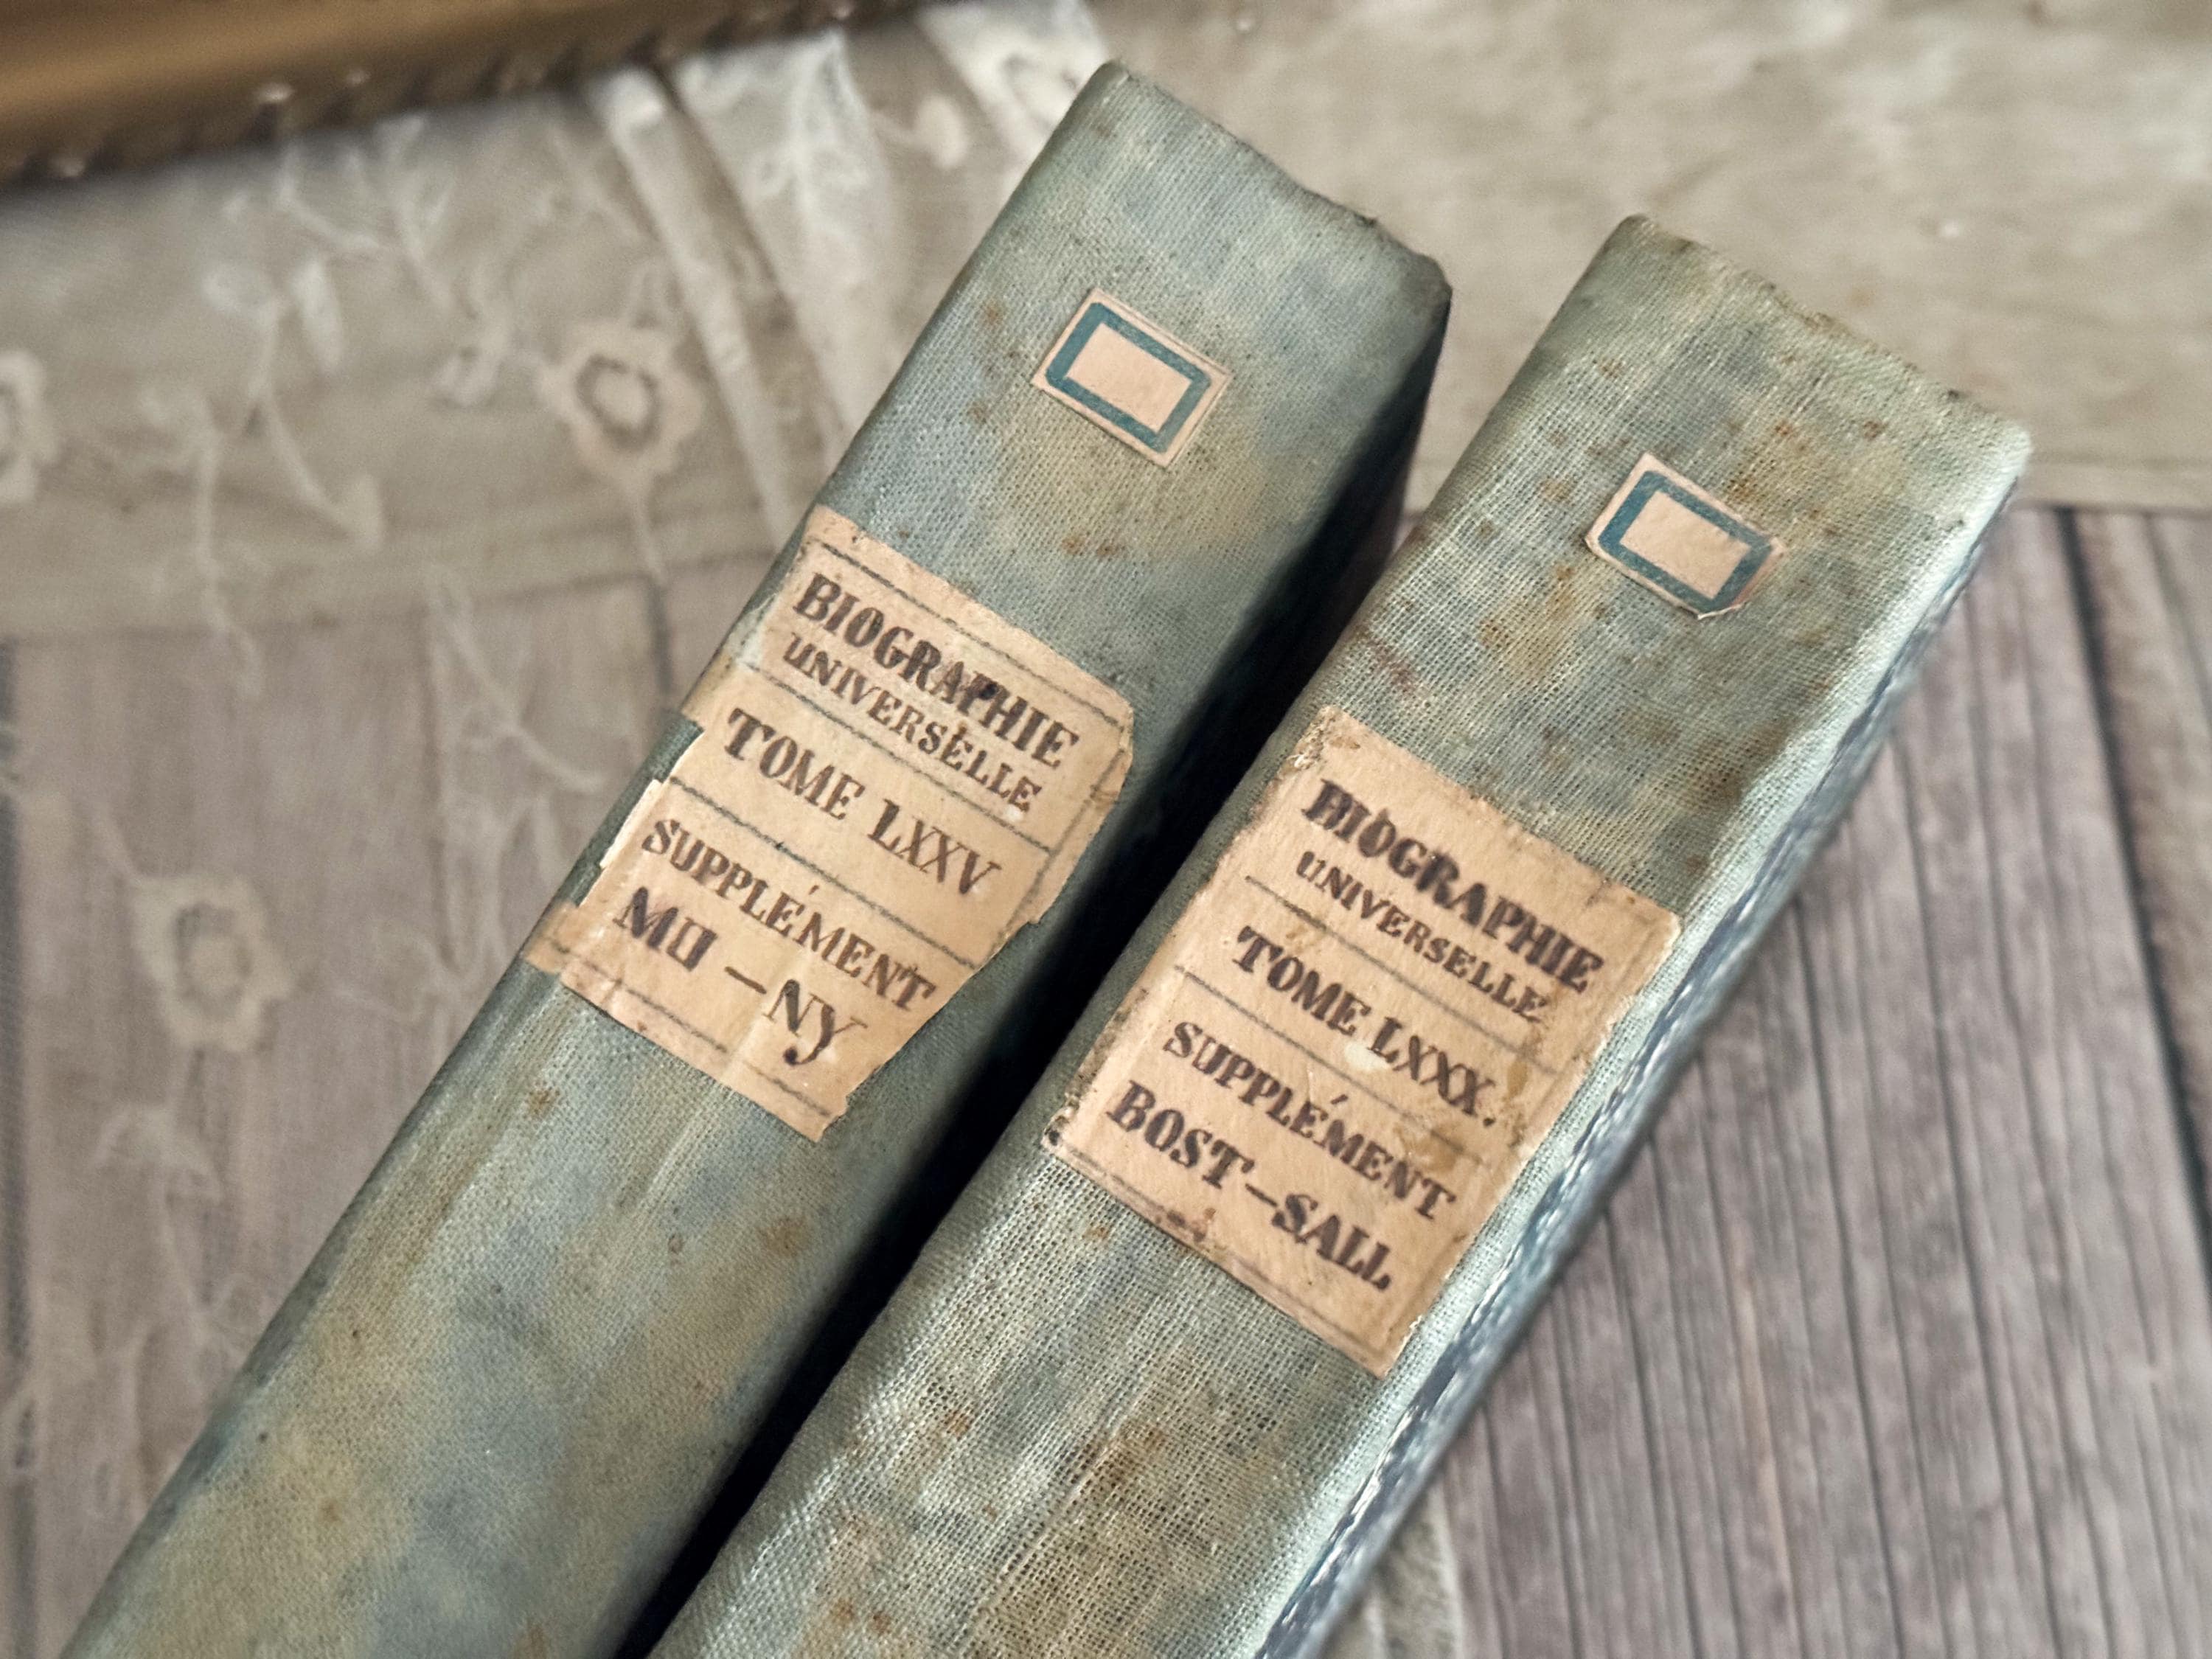 BIOGRAPHIE
UNIVERSELLE
TOME LXXV
SUPPLÉMENT
MU — NY
BIOGRAPHIE
UNIVERSELLE
TOME LXXX.
SUPPLÉMENT
BOST—SALL